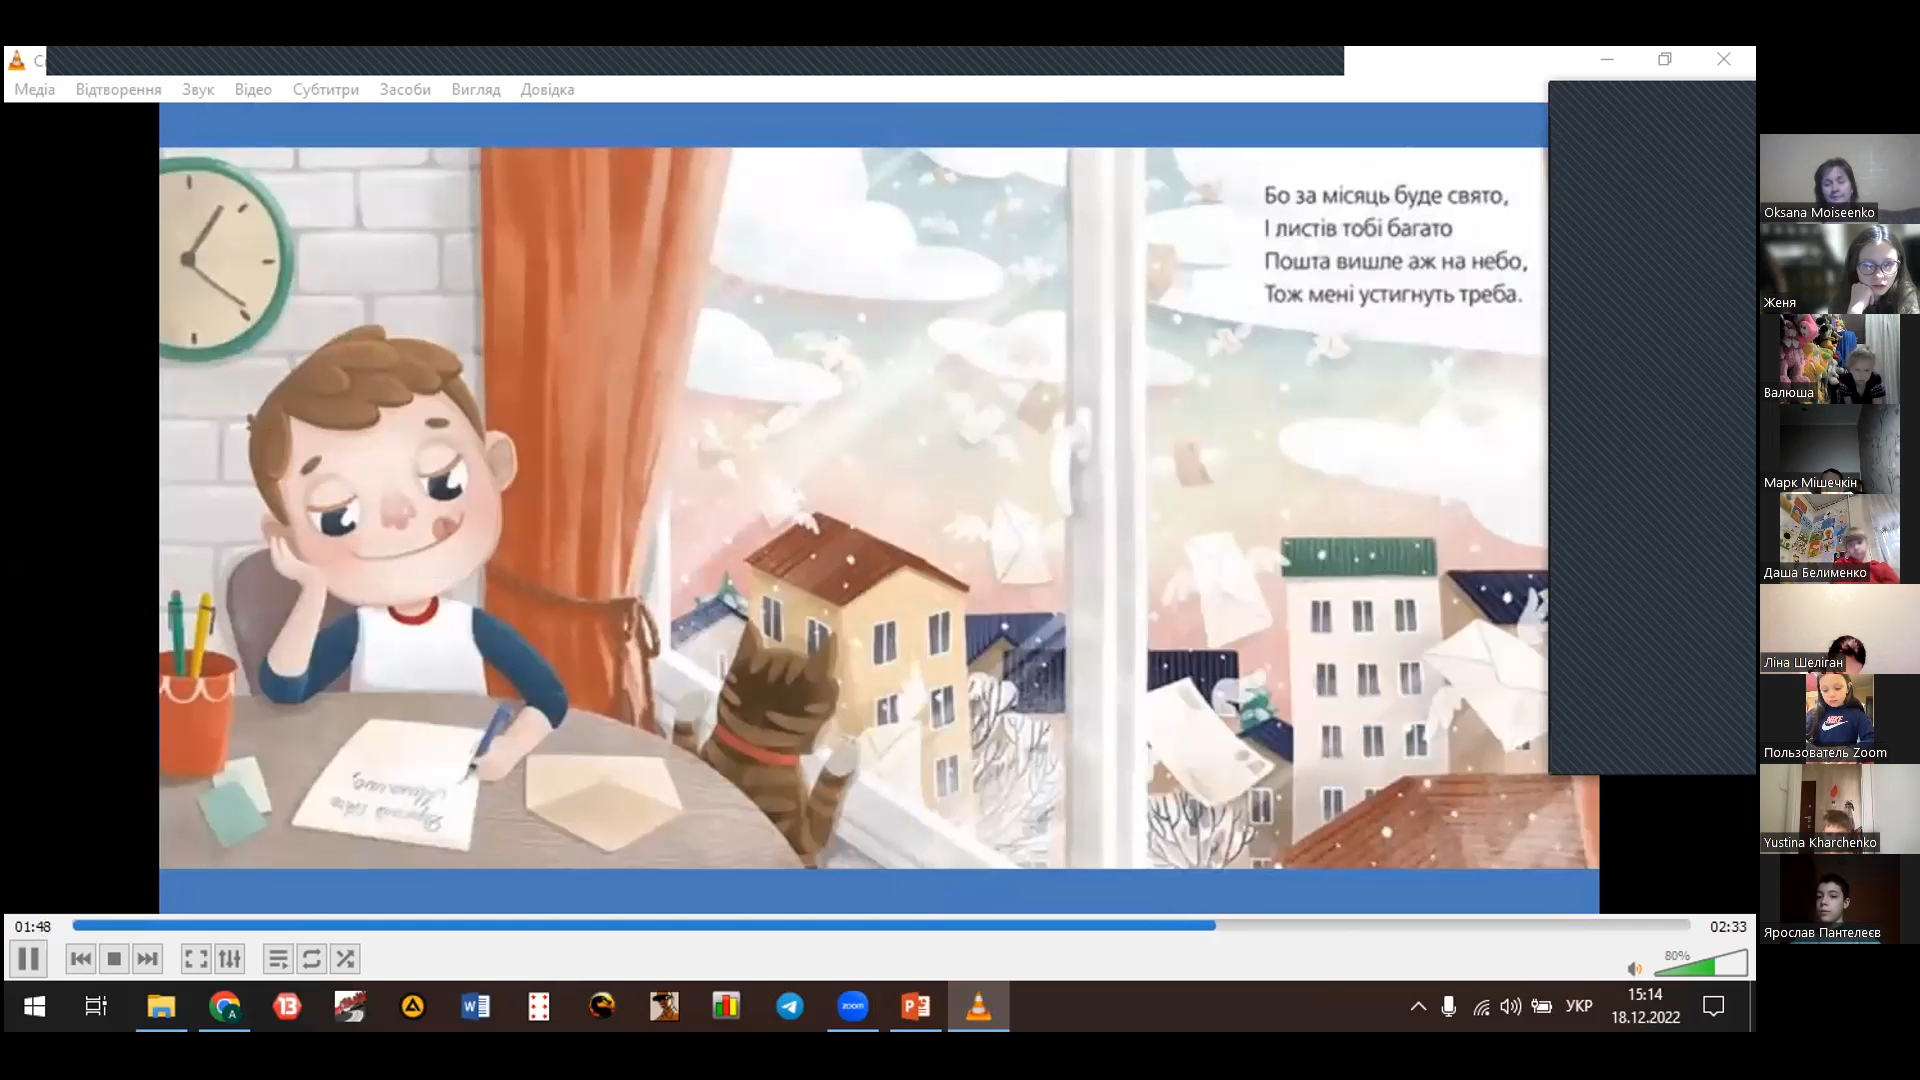 Медіа Відтворення Звук Відео Субтитри Засоби Вигляд Довідка
Бо за місяць буде свято,
І листів тобі багато
Пошта вишле аж на небо,
Тож мені устигнуть треба.
Oksana Moiseenko
Женя
Валюша
Марк Мішечкін
Даша Белименко
Ліна Шеліган
Пользователь Zoom
Yustina Kharchenko
Ярослав Пантелеєв
01:48
02:33
80%
zoom
УКР
15:14
18.12.2022